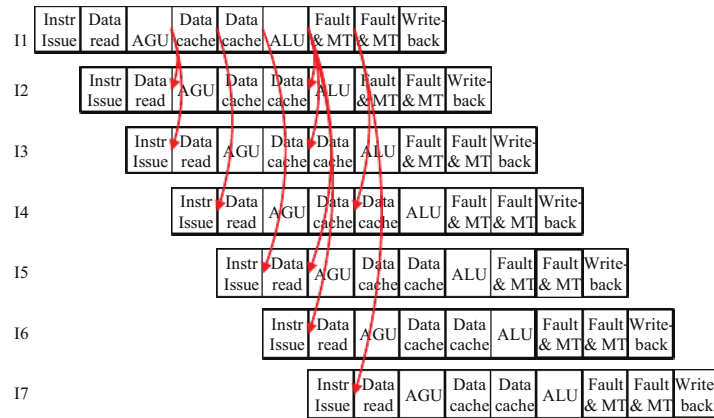 Instr Data Data Data Fault Fault Write-
I1 Issue read AGU cache cache ALU & MT & MT back
Instr Data Data Data Fault Fault Write-
I2 Issue read AGU cache cache ALU & MT & MT back
Instr Data Data Data Fault Fault Write-
I3 Issue read AGU cache cache ALU & MT & MT back
Instr Data Data Data Fault Fault Write-
I4 Issue read AGU cache cache ALU & MT & MT back
Instr Data Data Data Fault Fault Write-
I5 Issue read AGU cache cache ALU & MT & MT back
Instr Data Data Data Fault Fault Write-
I6 Issue read AGU cache cache ALU & MT & MT back
Instr Data Data Data Fault Fault Write-
I7 Issue read AGU cache cache ALU & MT & MT back